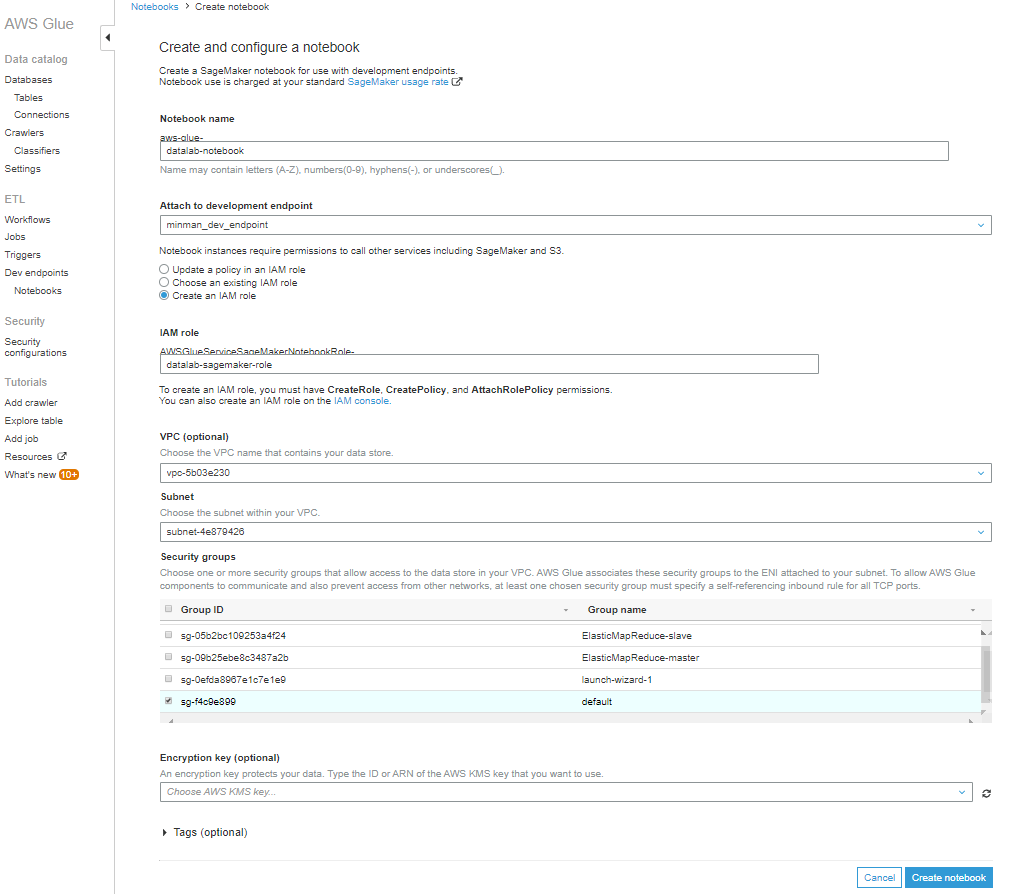 Notebooks > Create notebook
AWS Glue
Data catalog
Databases
Tables
Connections
Crawlers
Classifiers
Settings
ETL
Workflows
Jobs
Triggers
Dev endpoints
Notebooks
Security
Security
configurations
Tutorials
Add crawler
Explore table
Add job
Resources
What's new 10+
Create and configure a notebook
Create a SageMaker notebook for use with development endpoints.
Notebook use is charged at your standard SageMaker usage rate
Notebook name
aws-glue-
datalab-notebook
Name may contain letters (A-Z), numbers(0-9), hyphens(-), or underscores(_).
Attach to development endpoint
minman_dev_endpoint
Notebook instances require permissions to call other services including SageMaker and S3.
Update a policy in an IAM role
Choose an existing IAM role
Create an IAM role
IAM role
AWSGlueServiceSageMakerNotebookRole-
datalab-sagemaker-role
To create an IAM role, you must have CreateRole, CreatePolicy, and AttachRolePolicy permissions.
You can also create an IAM role on the IAM console.
VPC (optional)
Choose the VPC name that contains your data store.
vpc-5b03e230
Subnet
Choose the subnet within your VPC.
subnet-4e879426
Security groups
Choose one or more security groups that allow access to the data store in your VPC. AWS Glue associates these security groups to the ENI attached to your subnet. To allow AWS Glue
components to communicate and also prevent access from other networks, at least one chosen security group must specify a self-referencing inbound rule for all TCP ports.
Group ID Group name
sg-05b2bc109253a4f24 ElasticMapReduce-slave
sg-09b25ebe8c3487a2b ElasticMapReduce-master
sg-0efda8967e1c7e1e9 launch-wizard-1
sg-f4c9e899 default
Encryption key (optional)
An encryption key protects your data. Type the ID or ARN of the AWS KMS key that you want to use.
Choose AWS KMS key...
Tags (optional)
Cancel Create notebook